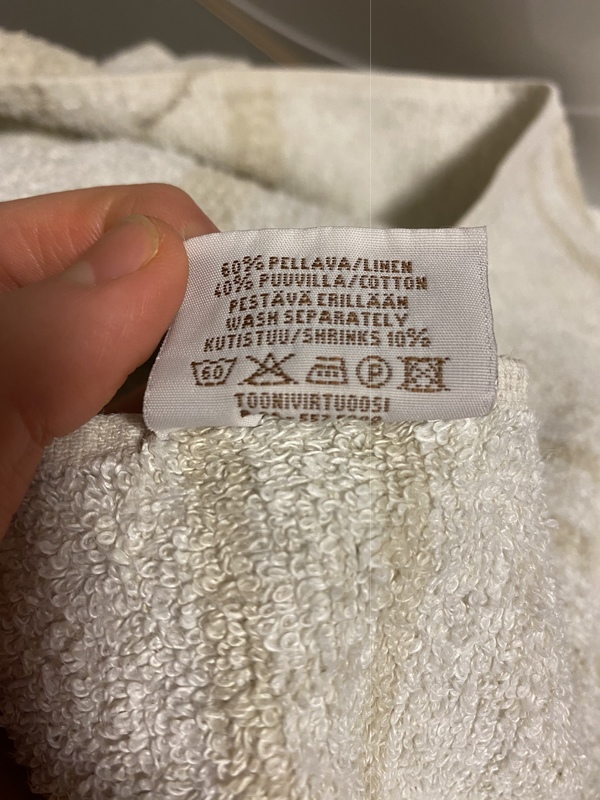 60% PELLAVA/LINEN
40% PUUVILLA/COTTON
PESTÄVÄ ERILLÄÄN
WASH SEPARATELY
KUTISTUU/SHRINKS 10%
60 P
TOONIVIRTUOOSI